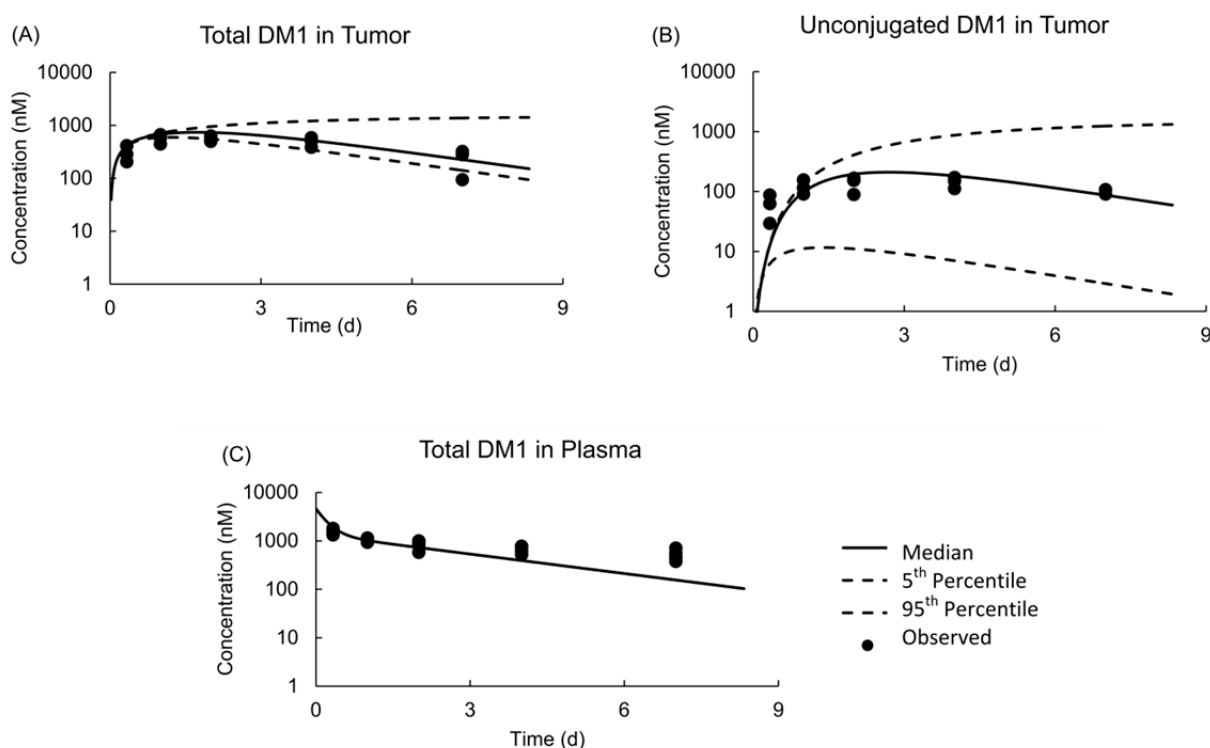 (A)
Total DM1 in Tumor
Concentration (nM)
10000
1000
100
10
1
0
3
6
9
Time (d)
(B)
Unconjugated DM1 in Tumor
Concentration (nM)
10000
1000
100
10
1
0
3
6
9
Time (d)
(C)
Total DM1 in Plasma
Concentration (nM)
10000
1000
100
10
1
0
3
6
9
Time (d)
Median
5th Percentile
95th Percentile
Observed